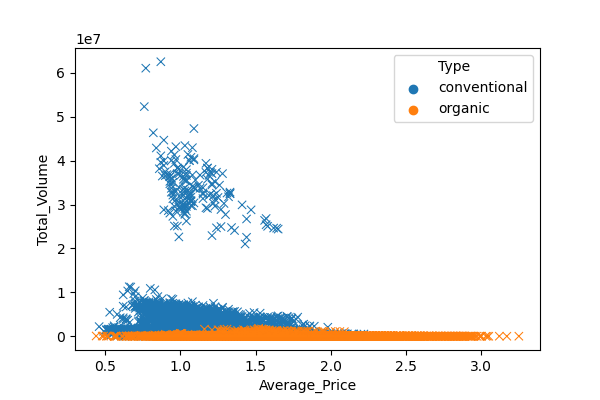 1e7
Type
conventional
organic
6
5
4
3
2
1
0
Total_Volume
0.5 1.0 1.5 2.0 2.5 3.0
Average_Price